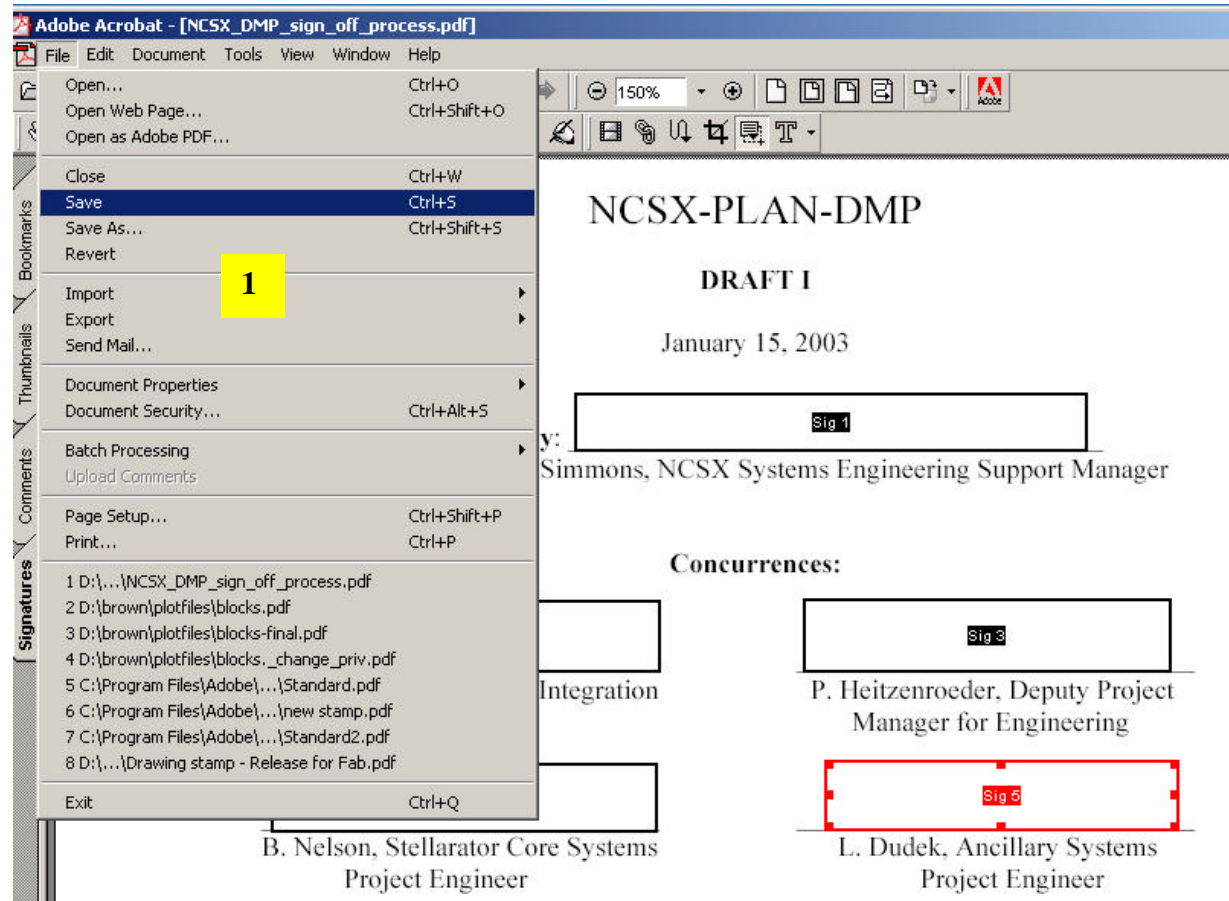 Adobe Acrobat - [NCSX_DMP_sign_off_process.pdf]
File Edit Document Tools View Window Help
150%
Adobe
Open... Ctrl+O
Open Web Page... Ctrl+Shift+O
Open as Adobe PDF...
Close Ctrl+W
Save Ctrl+S
Save As... Ctrl+Shift+S
Revert
1
Import
Export
Send Mail...
Document Properties
Document Security... Ctrl+Alt+S
Batch Processing
Upload Comments
Page Setup... Ctrl+Shift+P
Print... Ctrl+P
1 D:\...\NCSX_DMP_sign_off_process.pdf
2 D:\brown\plotfiles\blocks.pdf
3 D:\brown\plotfiles\blocks-final.pdf
4 D:\brown\plotfiles\blocks._change_priv.pdf
5 C:\Program Files\Adobe\...\Standard.pdf
6 C:\Program Files\Adobe\...\new stamp.pdf
7 C:\Program Files\Adobe\...\Standard2.pdf
8 D:\...\Drawing stamp - Release for Fab.pdf
Exit Ctrl+Q
Bookmarks
Thumbnails
Comments
Signatures
NCSX-PLAN-DMP
DRAFT I
January 15, 2003
y: Sig 1
Simmons, NCSX Systems Engineering Support Manager
Concurrences:
Sig 3
Integration
P. Heitzenroeder, Deputy Project
Manager for Engineering
Sig 5
B. Nelson, Stellarator Core Systems
Project Engineer
L. Dudek, Ancillary Systems
Project Engineer